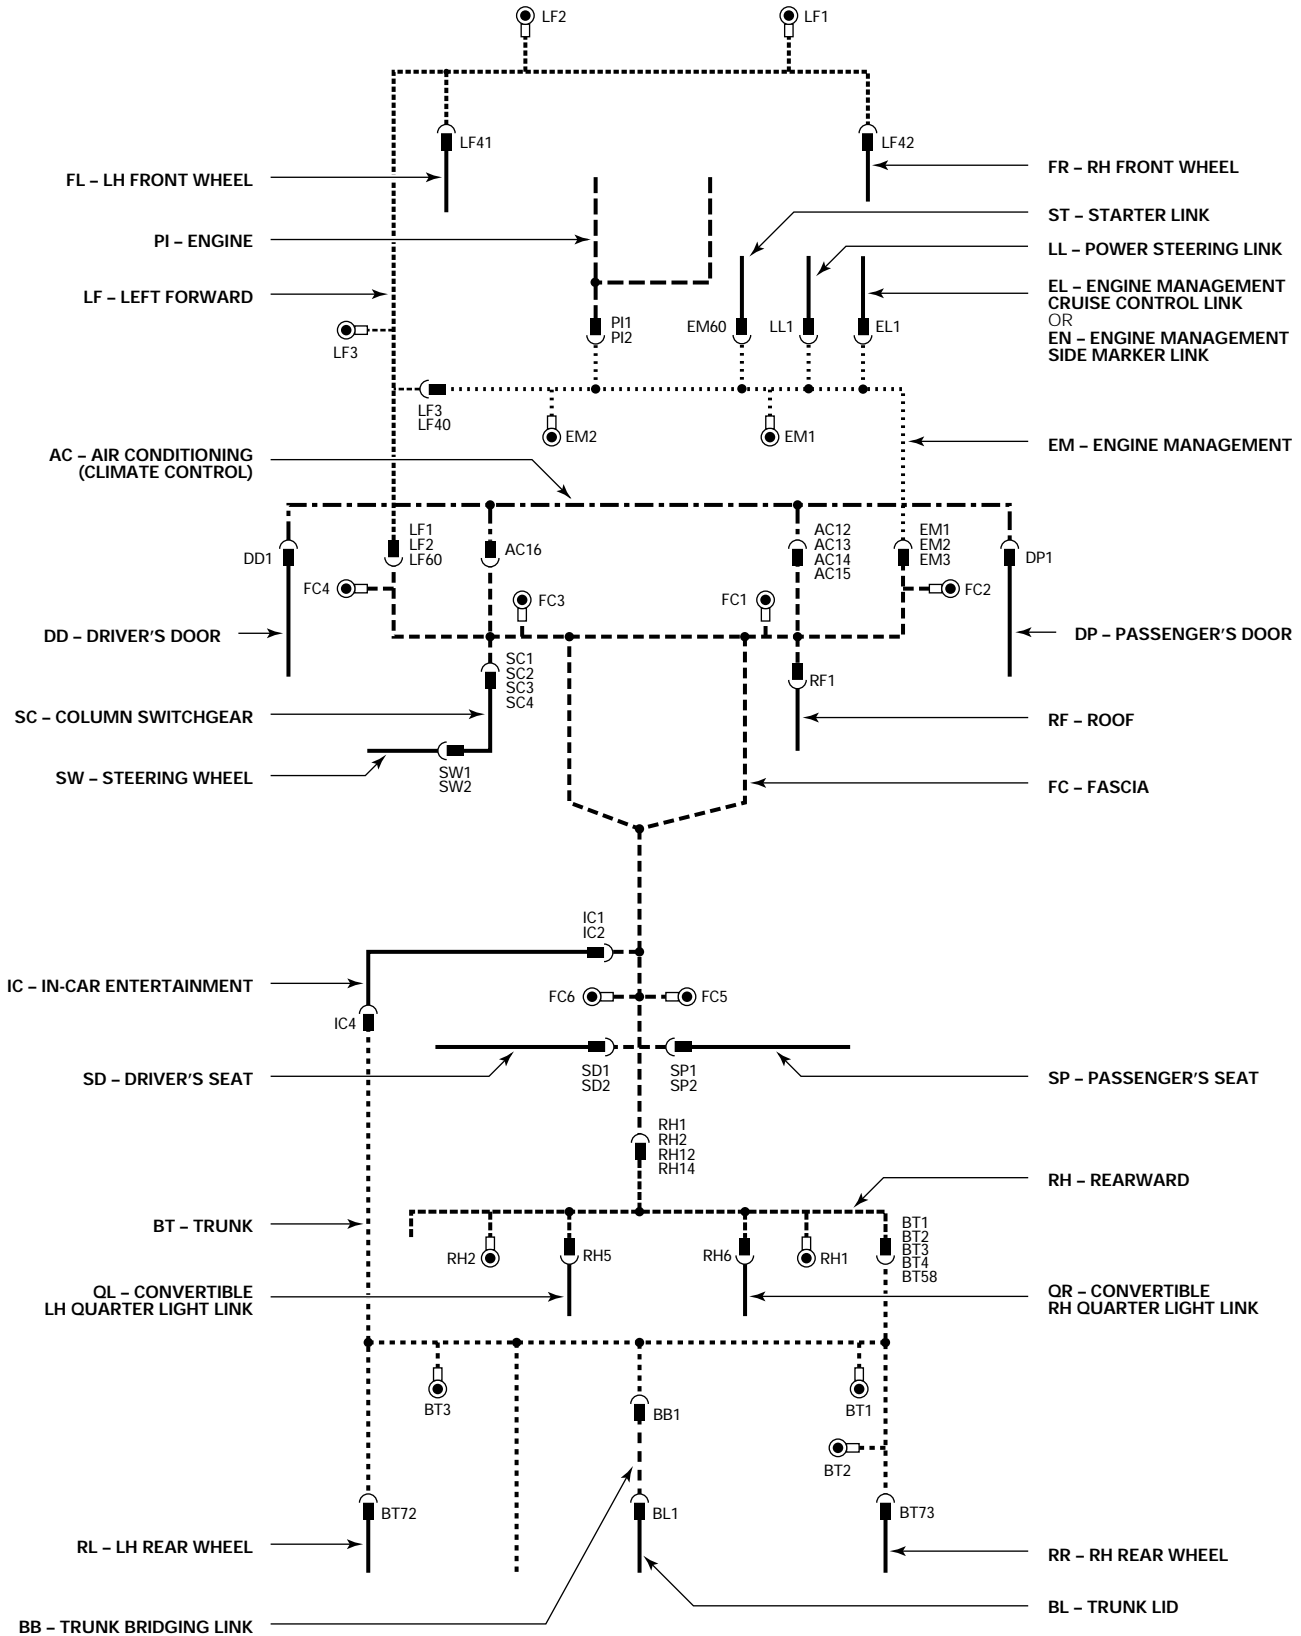 LF2
LF1
LF41
LF42
FL – LH FRONT WHEEL
FR – RH FRONT WHEEL
ST – STARTER LINK
PI – ENGINE
LL – POWER STEERING LINK
LF – LEFT FORWARD
EL – ENGINE MANAGEMENT
CRUISE CONTROL LINK
OR
EN – ENGINE MANAGEMENT
SIDE MARKER LINK
PI1
PI2
EM60
LL1
EL1
LF3
LF3
LF40
EM2
EM1
EM – ENGINE MANAGEMENT
AC – AIR CONDITIONING
(CLIMATE CONTROL)
DD1
LF1
LF2
LF60
AC16
AC12
AC13
AC14
AC15
EM1
EM2
EM3
DP1
FC4
FC3
FC1
FC2
DD – DRIVER'S DOOR
DP – PASSENGER'S DOOR
SC1
SC2
SC3
SC4
RF1
SC – COLUMN SWITCHGEAR
RF – ROOF
SW – STEERING WHEEL
SW1
SW2
FC – FASCIA
IC1
IC2
IC – IN-CAR ENTERTAINMENT
FC6
FC5
IC4
SD – DRIVER'S SEAT
SD1
SD2
SP1
SP2
SP – PASSENGER'S SEAT
RH1
RH2
RH12
RH14
RH – REARWARD
BT – TRUNK
RH2
RH5
RH6
RH1
BT1
BT2
BT3
BT4
BT58
QL – CONVERTIBLE
LH QUARTER LIGHT LINK
QR – CONVERTIBLE
RH QUARTER LIGHT LINK
BT3
BB1
BT1
BT2
BT72
BL1
BT73
RL – LH REAR WHEEL
RR – RH REAR WHEEL
BL – TRUNK LID
BB – TRUNK BRIDGING LINK